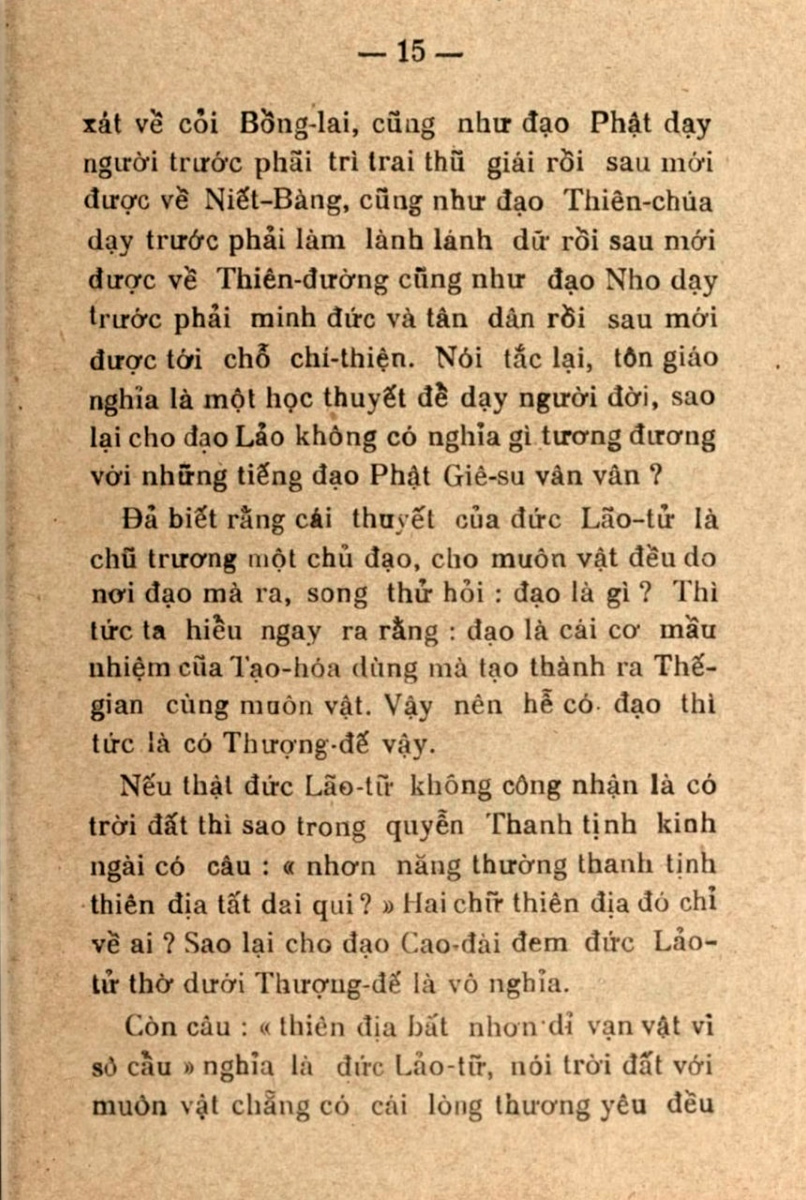 — 15 —
xát về cỏi Bồng-lai, cũng như đạo Phật dạy
người trước phãi trì trai thũ giái rồi sau mới
được về Niết-Bàng, cũng như đạo Thiên-chúa
dạy trước phải làm lành lánh dữ rồi sau mới
được về Thiên-đường cũng như đạo Nho dạy
trước phải minh đức và tân dân rồi sau mới
được tới chỗ chí-thiện. Nói tắc lại, tôn giáo
nghỉa là một học thuyết để dạy người đời, sao
lại cho đạo Lảo không có nghỉa gì tương đương
với những tiếng đạo Phật Giê-su vân vân ?
Đả biết rằng cái thuyết của đức Lão-tử là
chũ trương một chủ đạo, cho muôn vật đều do
nơi đạo mà ra, song thử hỏi : đạo là gì ? Thì
tức ta hiểu ngay ra rằng : đạo là cái cơ mầu
nhiệm cũa Tạo-hóa dùng mà tạo thành ra Thế-
gian cùng muôn vật. Vậy nên hễ có đạo thì
tức là có Thượng-đế vậy.
Nếu thật đức Lão-tữ không công nhận là có
trời đất thì sao trong quyễn Thanh tịnh kinh
ngài có câu : « nhơn năng thường thanh tịnh
thiên địa tất dai qui ? » Hai chữ thiên địa đó chỉ
về ai ? Sao lại cho đạo Cao-đài đem đức Lảo-
tử thờ dưới Thượng-đế là vô nghỉa.
Còn câu : « thiên địa bất nhơn dỉ vạn vật vì
sô cầu » nghỉa là đức Lảo-tữ, nói trời đất với
muôn vật chẵng có cái lòng thương yêu đều